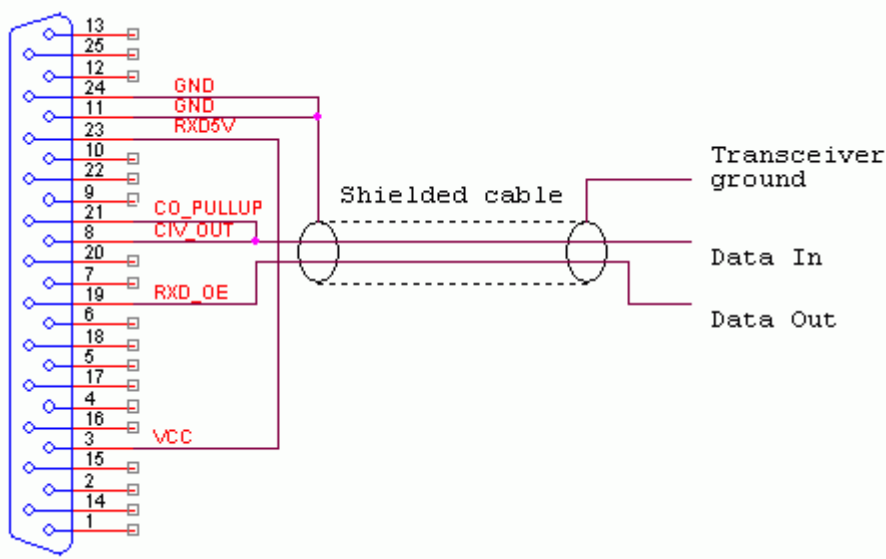 13
25
12
24 GND
11 GND
23 RXD5V
10
22
9
21 CO_PULLUP
8 CIV_OUT
20
7
19 RXD_OE
6
18
5
17
4
16
3 VCC
15
2
14
1
Shielded cable
Transceiver
ground
Data In
Data Out